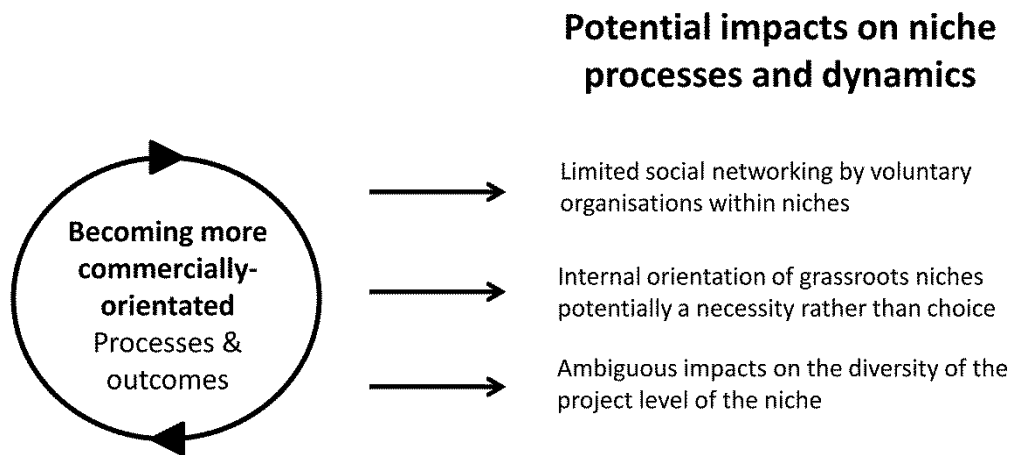 Potential impacts on niche
processes and dynamics
Becoming more
commercially-
orientated
Processes &
outcomes
Limited social networking by voluntary
organisations within niches
Internal orientation of grassroots niches
potentially a necessity rather than choice
Ambiguous impacts on the diversity of the
project level of the niche